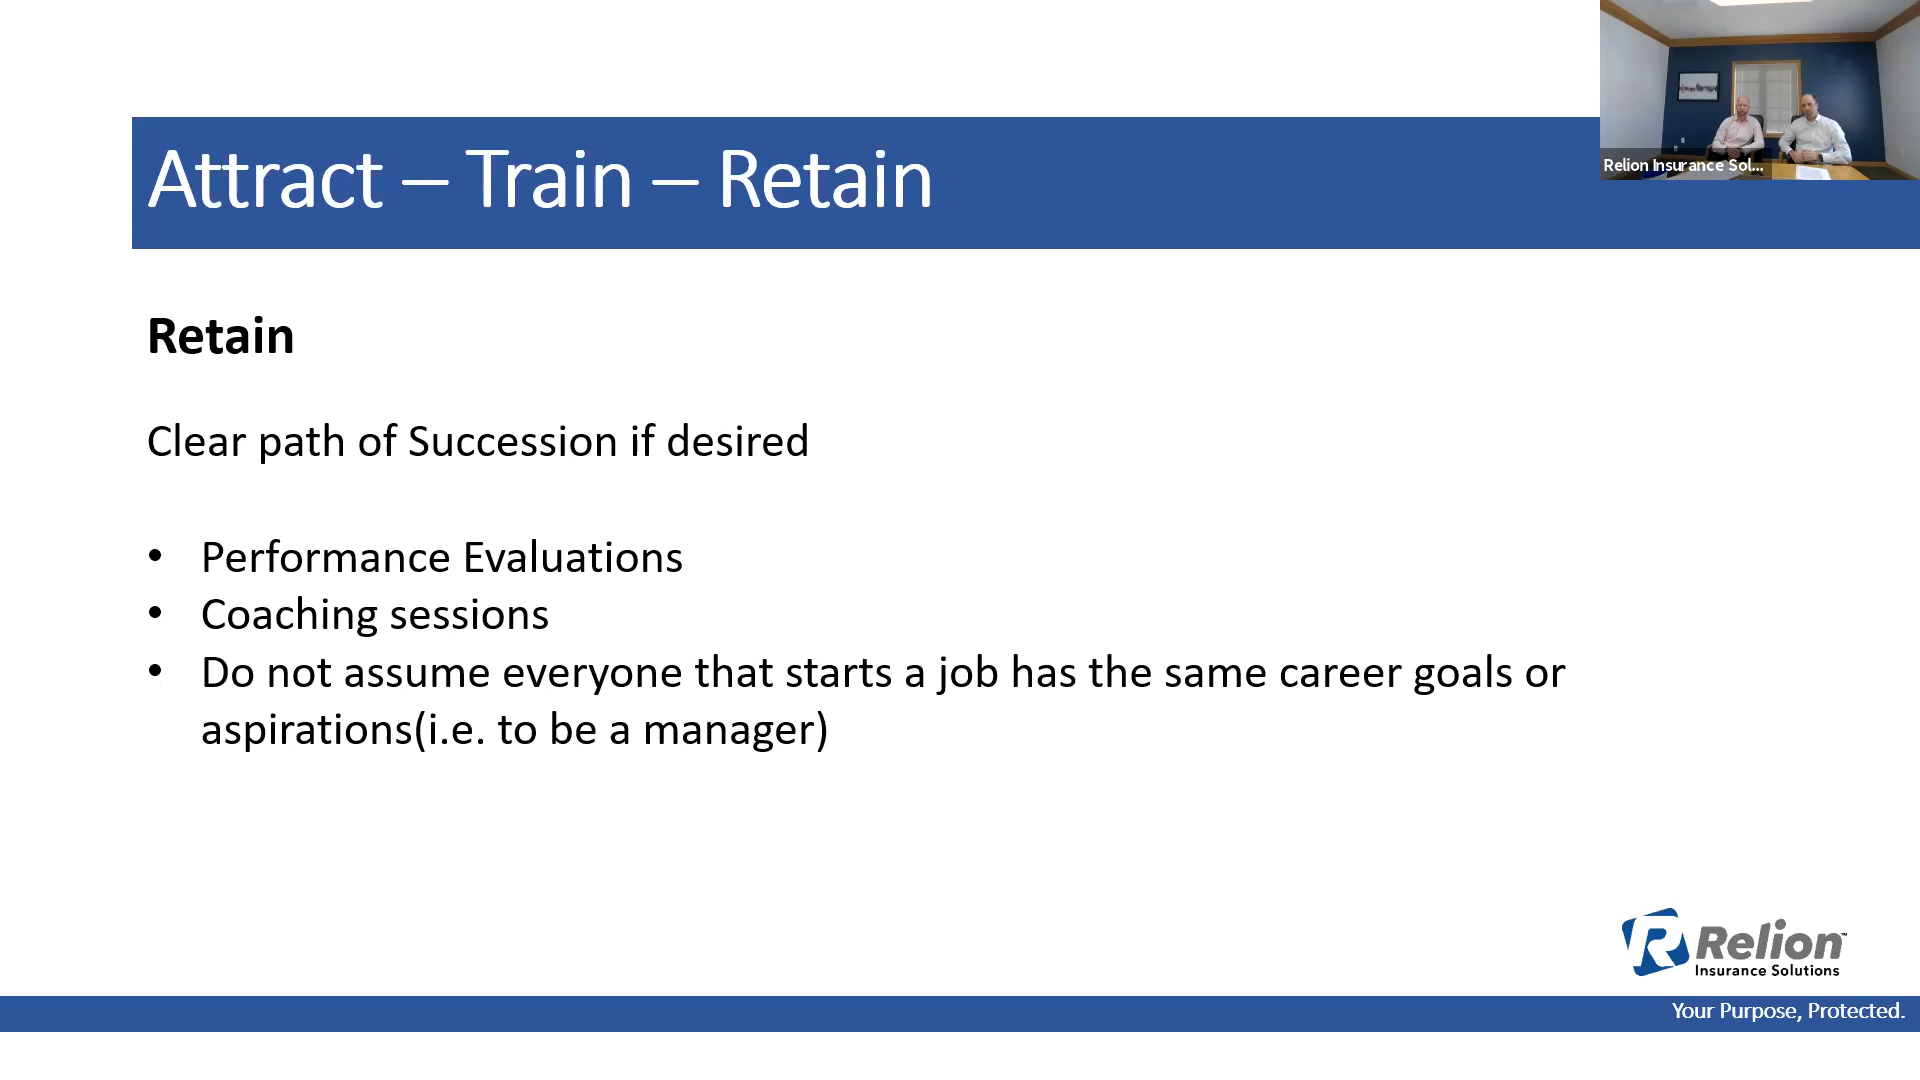 Attract – Train – Retain
Relion Insurance Sol...
Retain
Clear path of Succession if desired
• Performance Evaluations
• Coaching sessions
• Do not assume everyone that starts a job has the same career goals or
aspirations(i.e. to be a manager)
Relion™
Insurance Solutions
Your Purpose, Protected.